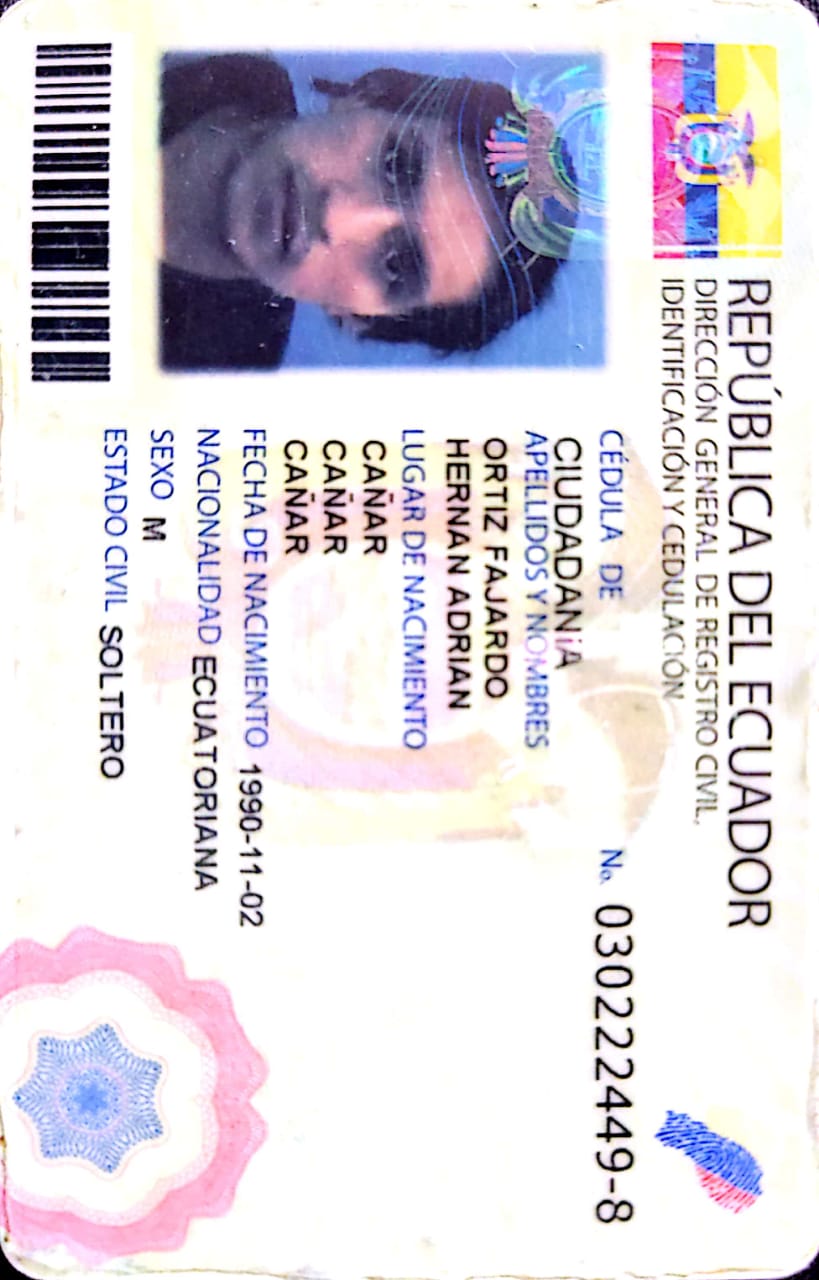 REPÚBLICA DEL ECUADOR
DIRECCIÓN GENERAL DE REGISTRO CIVIL,
IDENTIFICACIÓN Y CEDULACIÓN
CÉDULA DE No. 030222449-8
CIUDADANÍA
APELLIDOS Y NOMBRES
ORTIZ FAJARDO
HERNAN ADRIAN
LUGAR DE NACIMIENTO
CAÑAR
CAÑAR
CAÑAR
FECHA DE NACIMIENTO 1990-11-02
NACIONALIDAD ECUATORIANA
SEXO M
ESTADO CIVIL SOLTERO